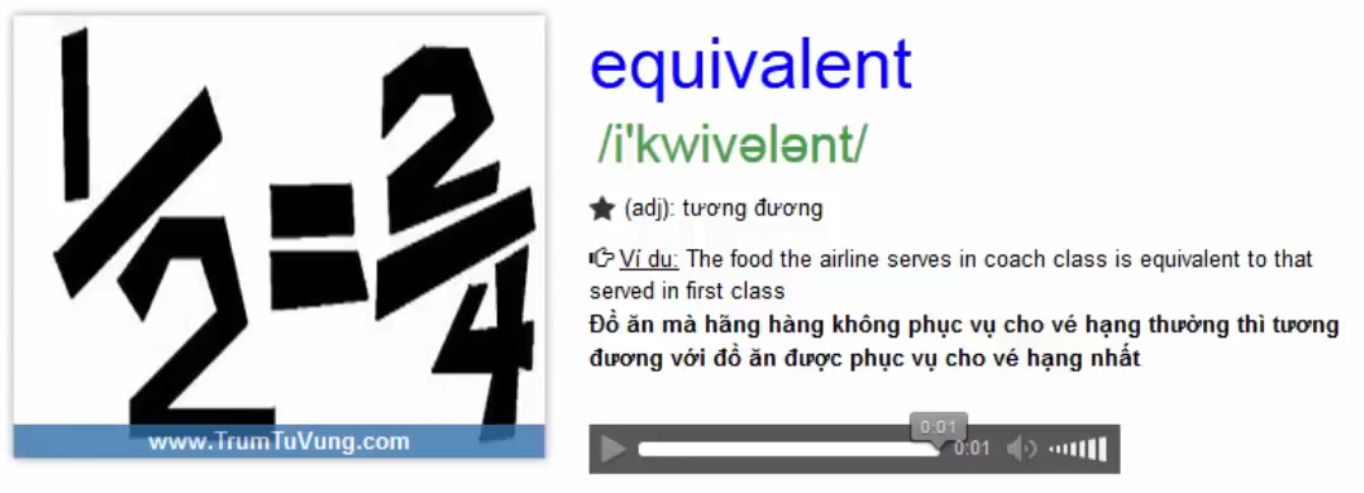 1/2 = 2/4
www.TrumTuVung.com
equivalent
/i'kwivələnt/
(adj): tương đương
Ví du: The food the airline serves in coach class is equivalent to that
served in first class
Đồ ăn mà hãng hàng không phục vụ cho vé hạng thường thì tương
đương với đồ ăn được phục vụ cho vé hạng nhất
0:01
0:01